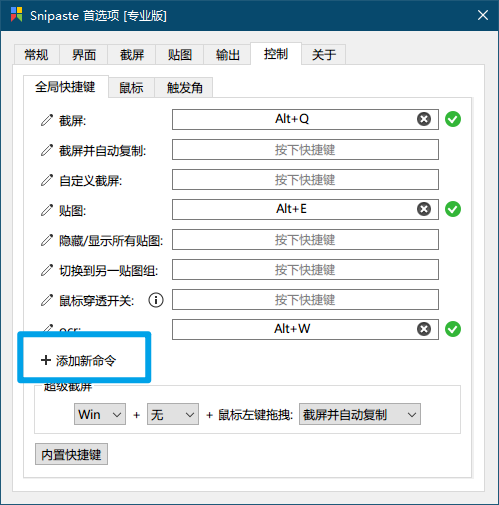 Snipaste 首选项 [专业版]
常规 界面 截屏 贴图 输出 控制 关于
全局快捷键 鼠标 触发角
截屏: Alt+Q
截屏并自动复制: 按下快捷键
自定义截屏: 按下快捷键
贴图: Alt+E
隐藏/显示所有贴图: 按下快捷键
切换到另一贴图组: 按下快捷键
鼠标穿透开关: 按下快捷键
ocr: Alt+W
+ 添加新命令
超级截屏
Win + 无 + 鼠标左键拖拽: 截屏并自动复制
内置快捷键